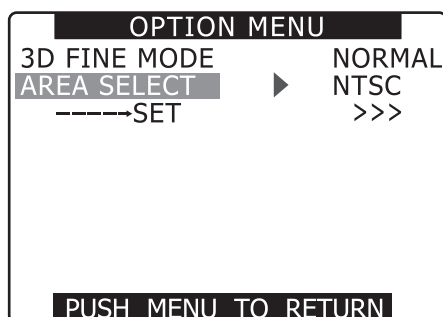 OPTION MENU
3D FINE MODE NORMAL
AREA SELECT ▶ NTSC
-----→SET >>>
PUSH MENU TO RETURN